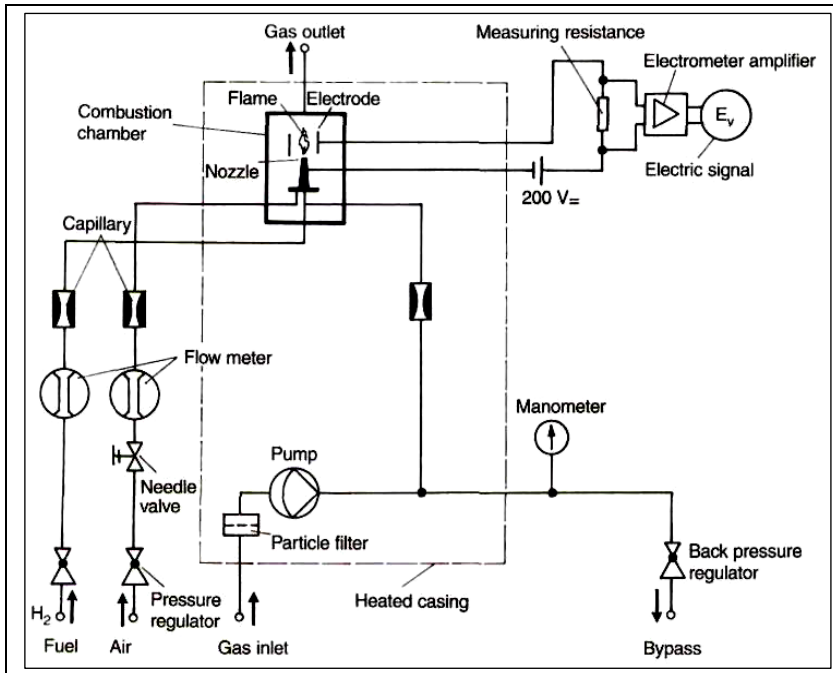 Gas outlet
Measuring resistance
Electrometer amplifier
Flame
Electrode
Combustion
chamber
Nozzle
Ev
Electric signal
200 V=
Capillary
Flow meter
Manometer
Pump
Needle
valve
Particle filter
Back pressure
regulator
Heated casing
Pressure
regulator
H2
Fuel
Air
Gas inlet
Bypass